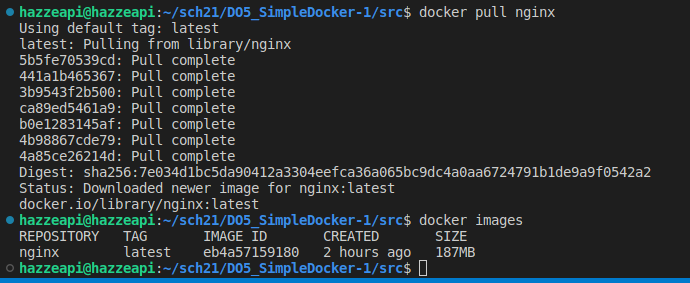 hazzeapi@hazzeapi:~/sch21/DO5_SimpleDocker-1/src$ docker pull nginx
Using default tag: latest
latest: Pulling from library/nginx
5b5fe70539cd: Pull complete
441a1b465367: Pull complete
3b9543f2b500: Pull complete
ca89ed5461a9: Pull complete
b0e1283145af: Pull complete
4b98867cde79: Pull complete
4a85ce26214d: Pull complete
Digest: sha256:7e034d1bc5da90412a3304eefca36a065bc9dc4a0aa6724791b1de9a9f0542a2
Status: Downloaded newer image for nginx:latest
docker.io/library/nginx:latest
hazzeapi@hazzeapi:~/sch21/DO5_SimpleDocker-1/src$ docker images
REPOSITORY   TAG       IMAGE ID       CREATED       SIZE
nginx        latest    eb4a57159180   2 hours ago   187MB
hazzeapi@hazzeapi:~/sch21/DO5_SimpleDocker-1/src$